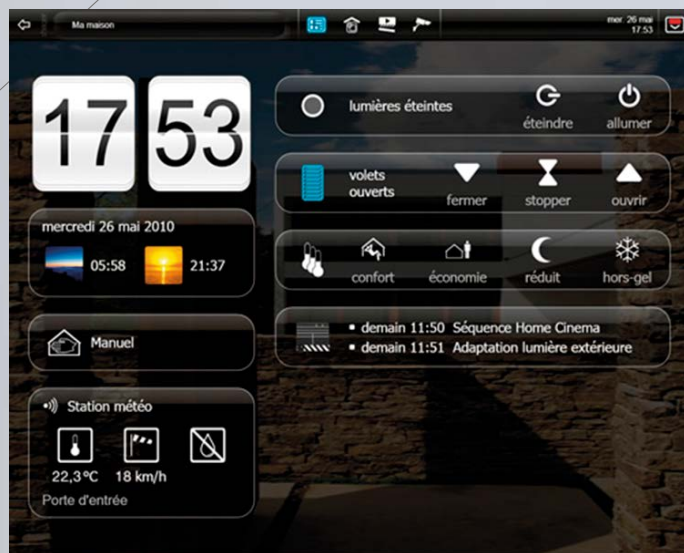 Ma maison
mer. 26 mai
17:53
17 53
mercredi 26 mai 2010
05:58 21:37
Manuel
Station météo
22,3°C 18 km/h
Porte d'entrée
lumières éteintes
éteindre allumer
volets
ouverts
fermer stopper ouvrir
confort économie réduit hors-gel
demain 11:50 Séquence Home Cinema
demain 11:51 Adaptation lumière extérieure